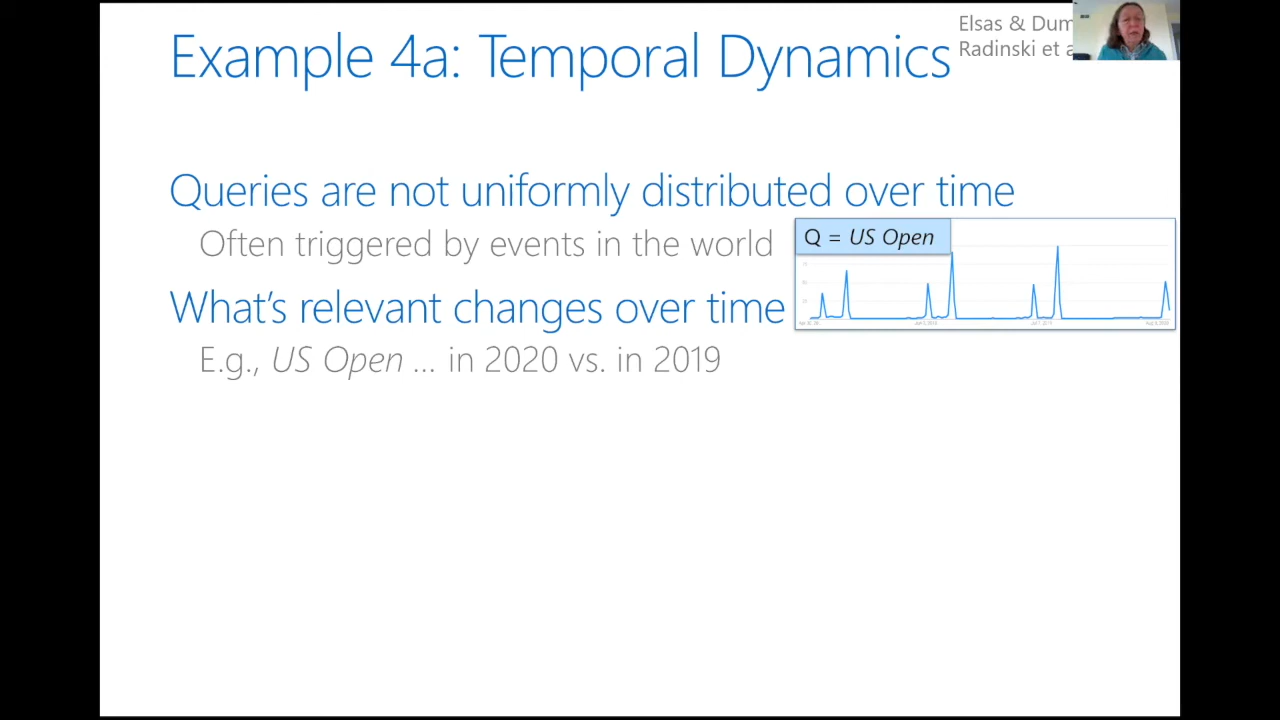 Example 4a: Temporal Dynamics
Elsas &
Radinski et
Queries are not uniformly distributed over time
Often triggered by events in the world
Q = US Open
What's relevant changes over time
E.g., US Open ... in 2020 vs. in 2019